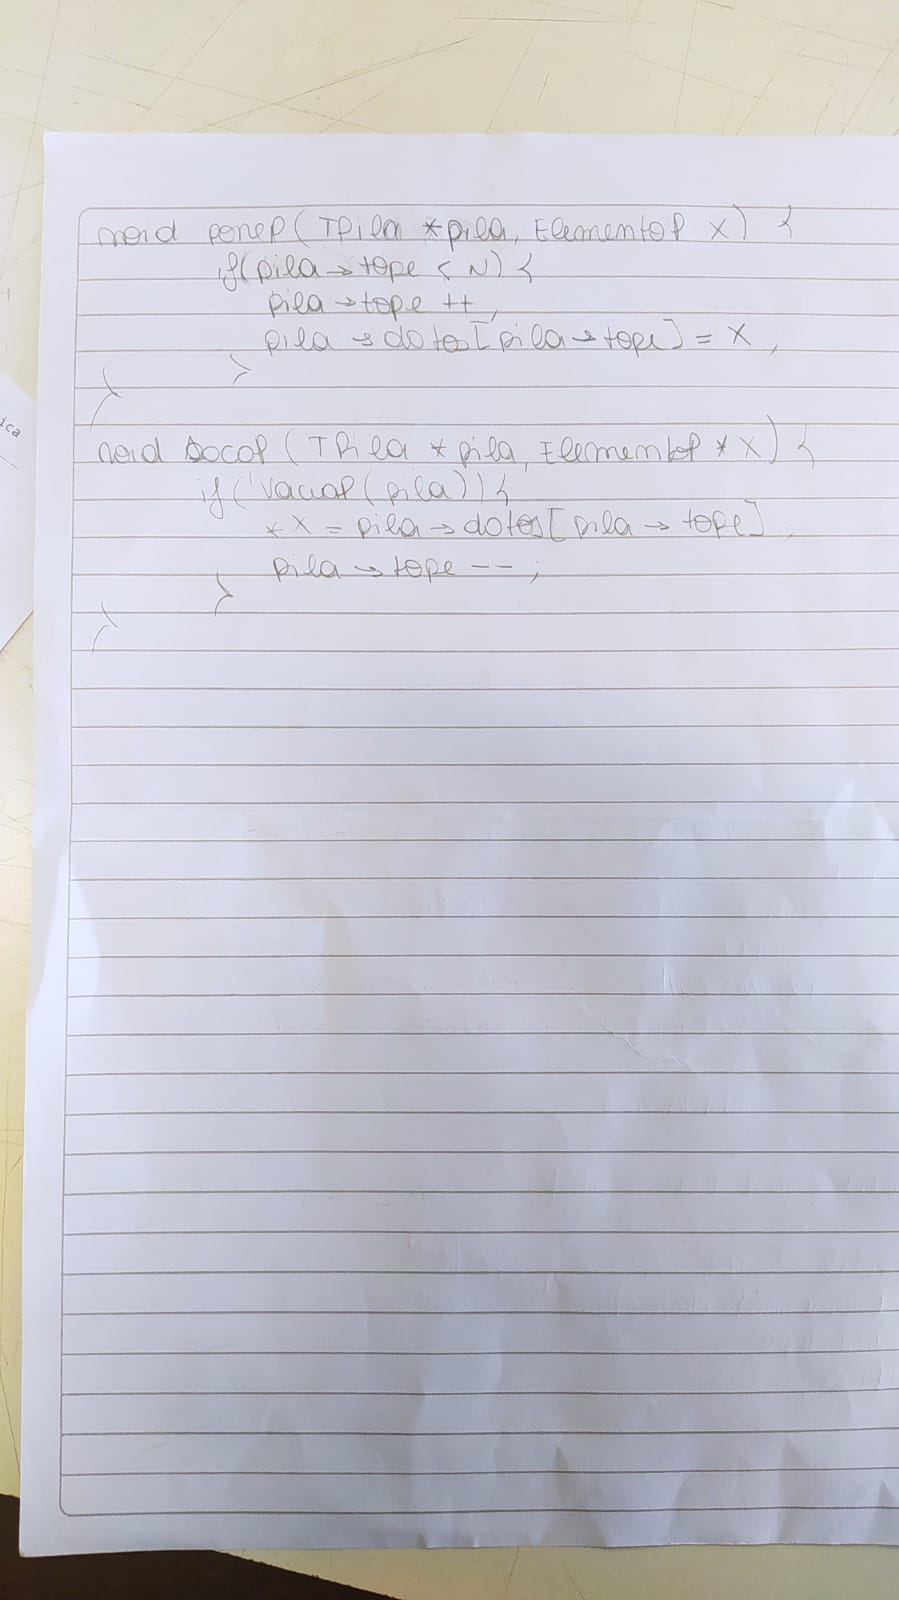 void ponep(TPila *pila, Elementop x) {
if(pila→tope < N) {
pila→tope ++;
pila→datos[pila→tope] = x;
}
}
void sacap (TPila *pila, Elementop *x) {
if(!vaciap(pila)) {
*x = pila→datos[pila→tope];
pila→tope --;
}
}
ica